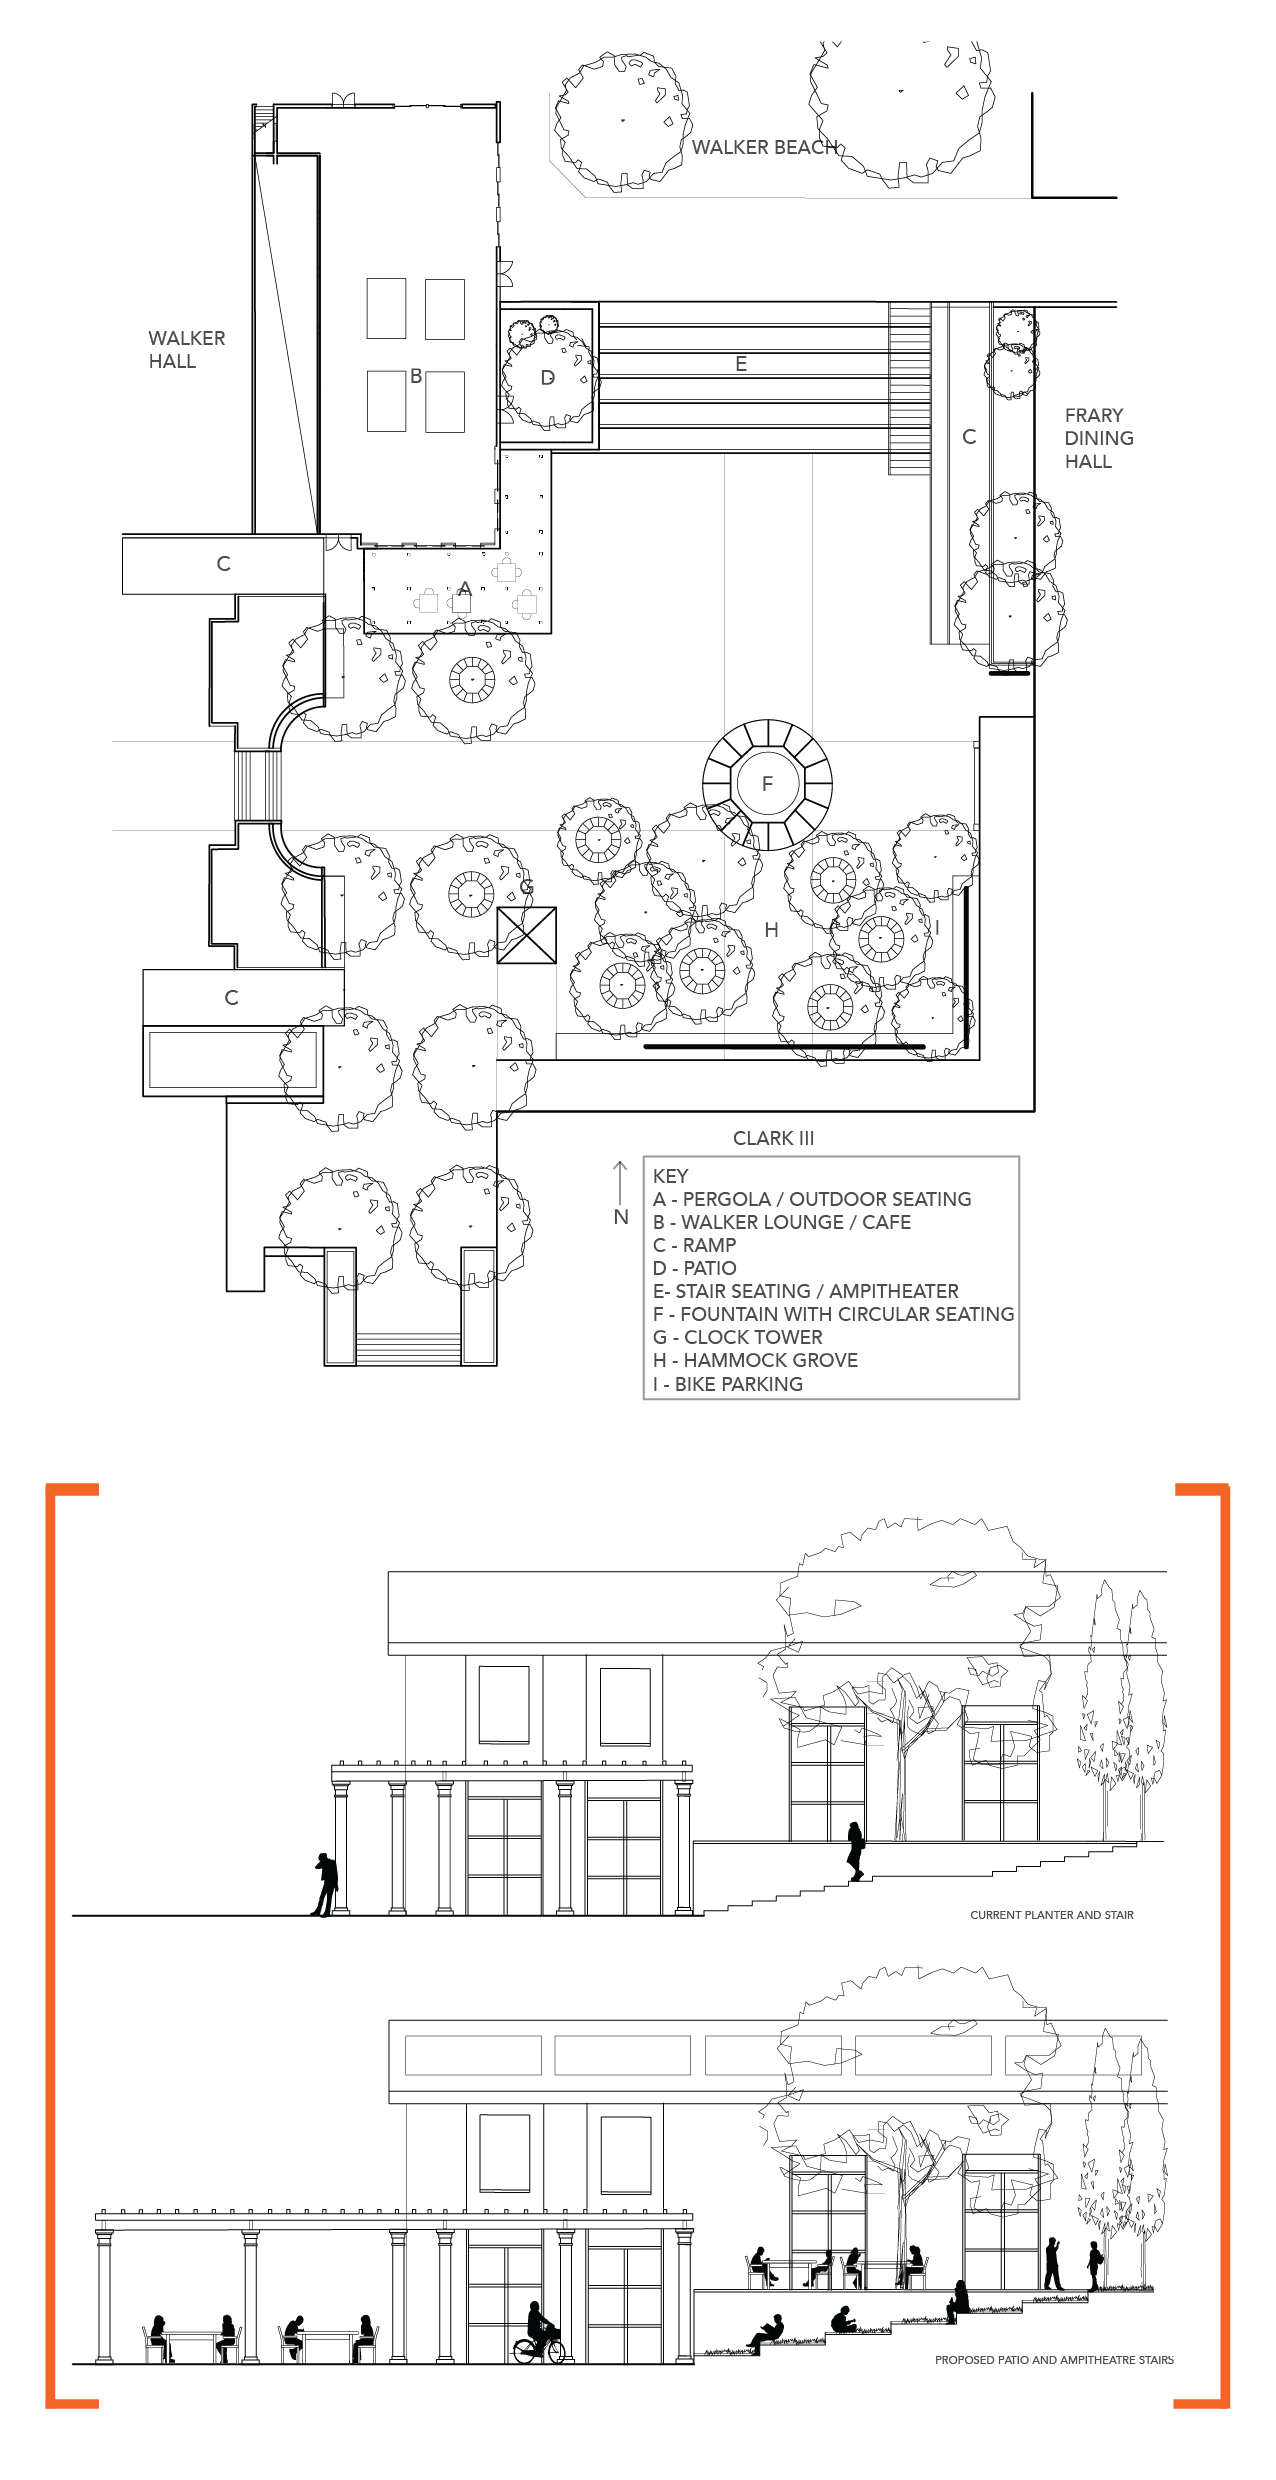 WALKER BEACH
WALKER
HALL
B
D
E
C
FRARY
DINING
HALL
C
A
F
G
H
I
C
CLARK III
N
KEY
A - PERGOLA / OUTDOOR SEATING
B - WALKER LOUNGE / CAFE
C - RAMP
D - PATIO
E- STAIR SEATING / AMPITHEATER
F - FOUNTAIN WITH CIRCULAR SEATING
G - CLOCK TOWER
H - HAMMOCK GROVE
I - BIKE PARKING
CURRENT PLANTER AND STAIR
PROPOSED PATIO AND AMPITHEATRE STAIRS